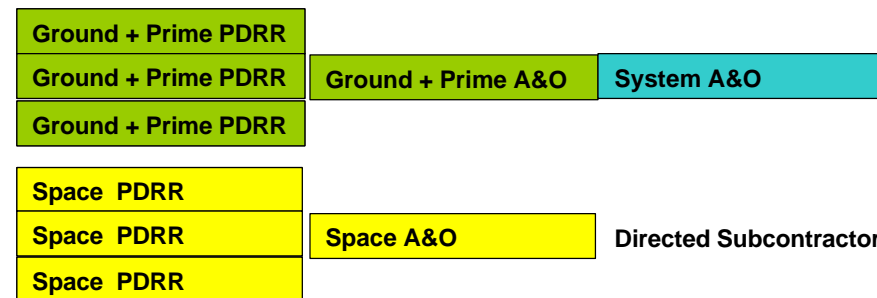 Ground + Prime PDRR
Ground + Prime PDRR
Ground + Prime A&O
System A&O
Ground + Prime PDRR
Space PDRR
Space PDRR
Space A&O
Directed Subcontractor
Space PDRR